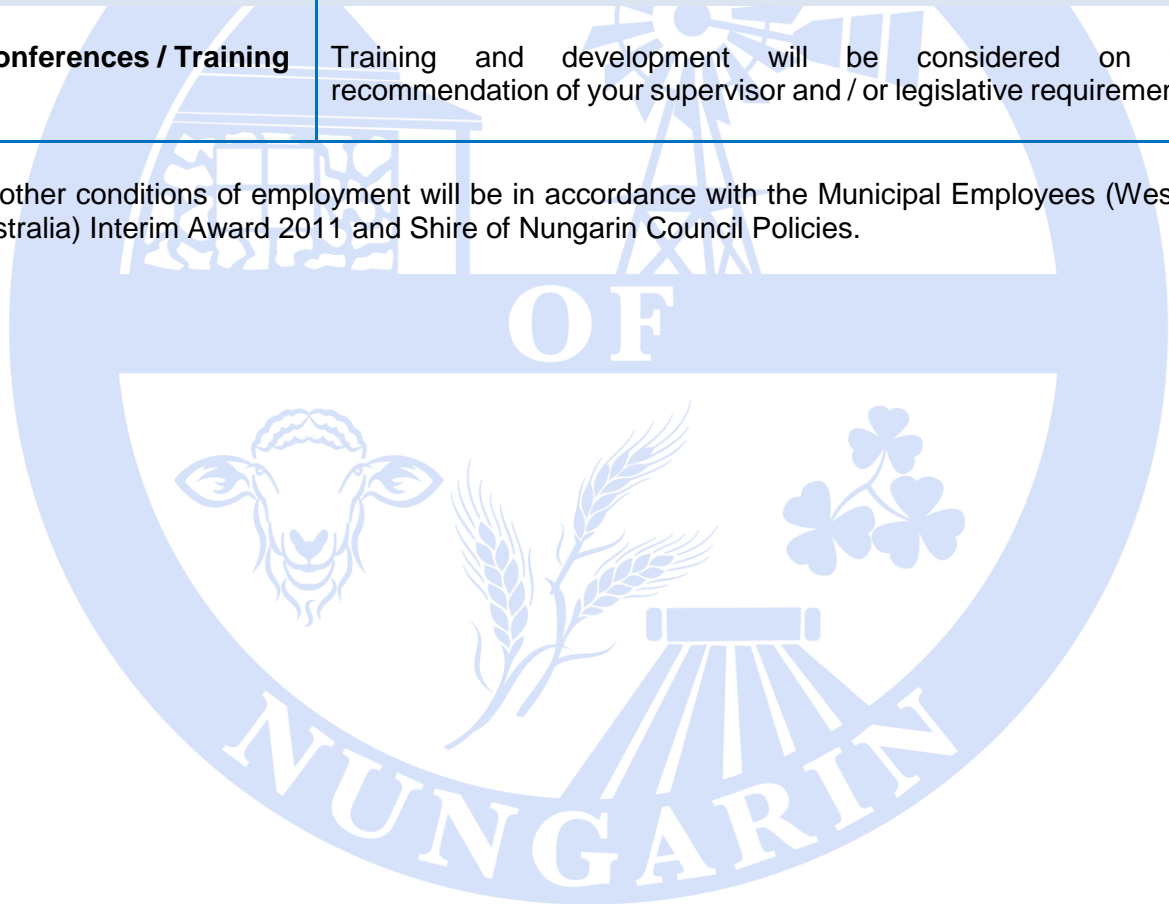 onferences / Training
Training and development will be considered on
recommendation of your supervisor and / or legislative requiremen
other conditions of employment will be in accordance with the Municipal Employees (Wes
stralia) Interim Award 2011 and Shire of Nungarin Council Policies.
OF
NUNGARIN